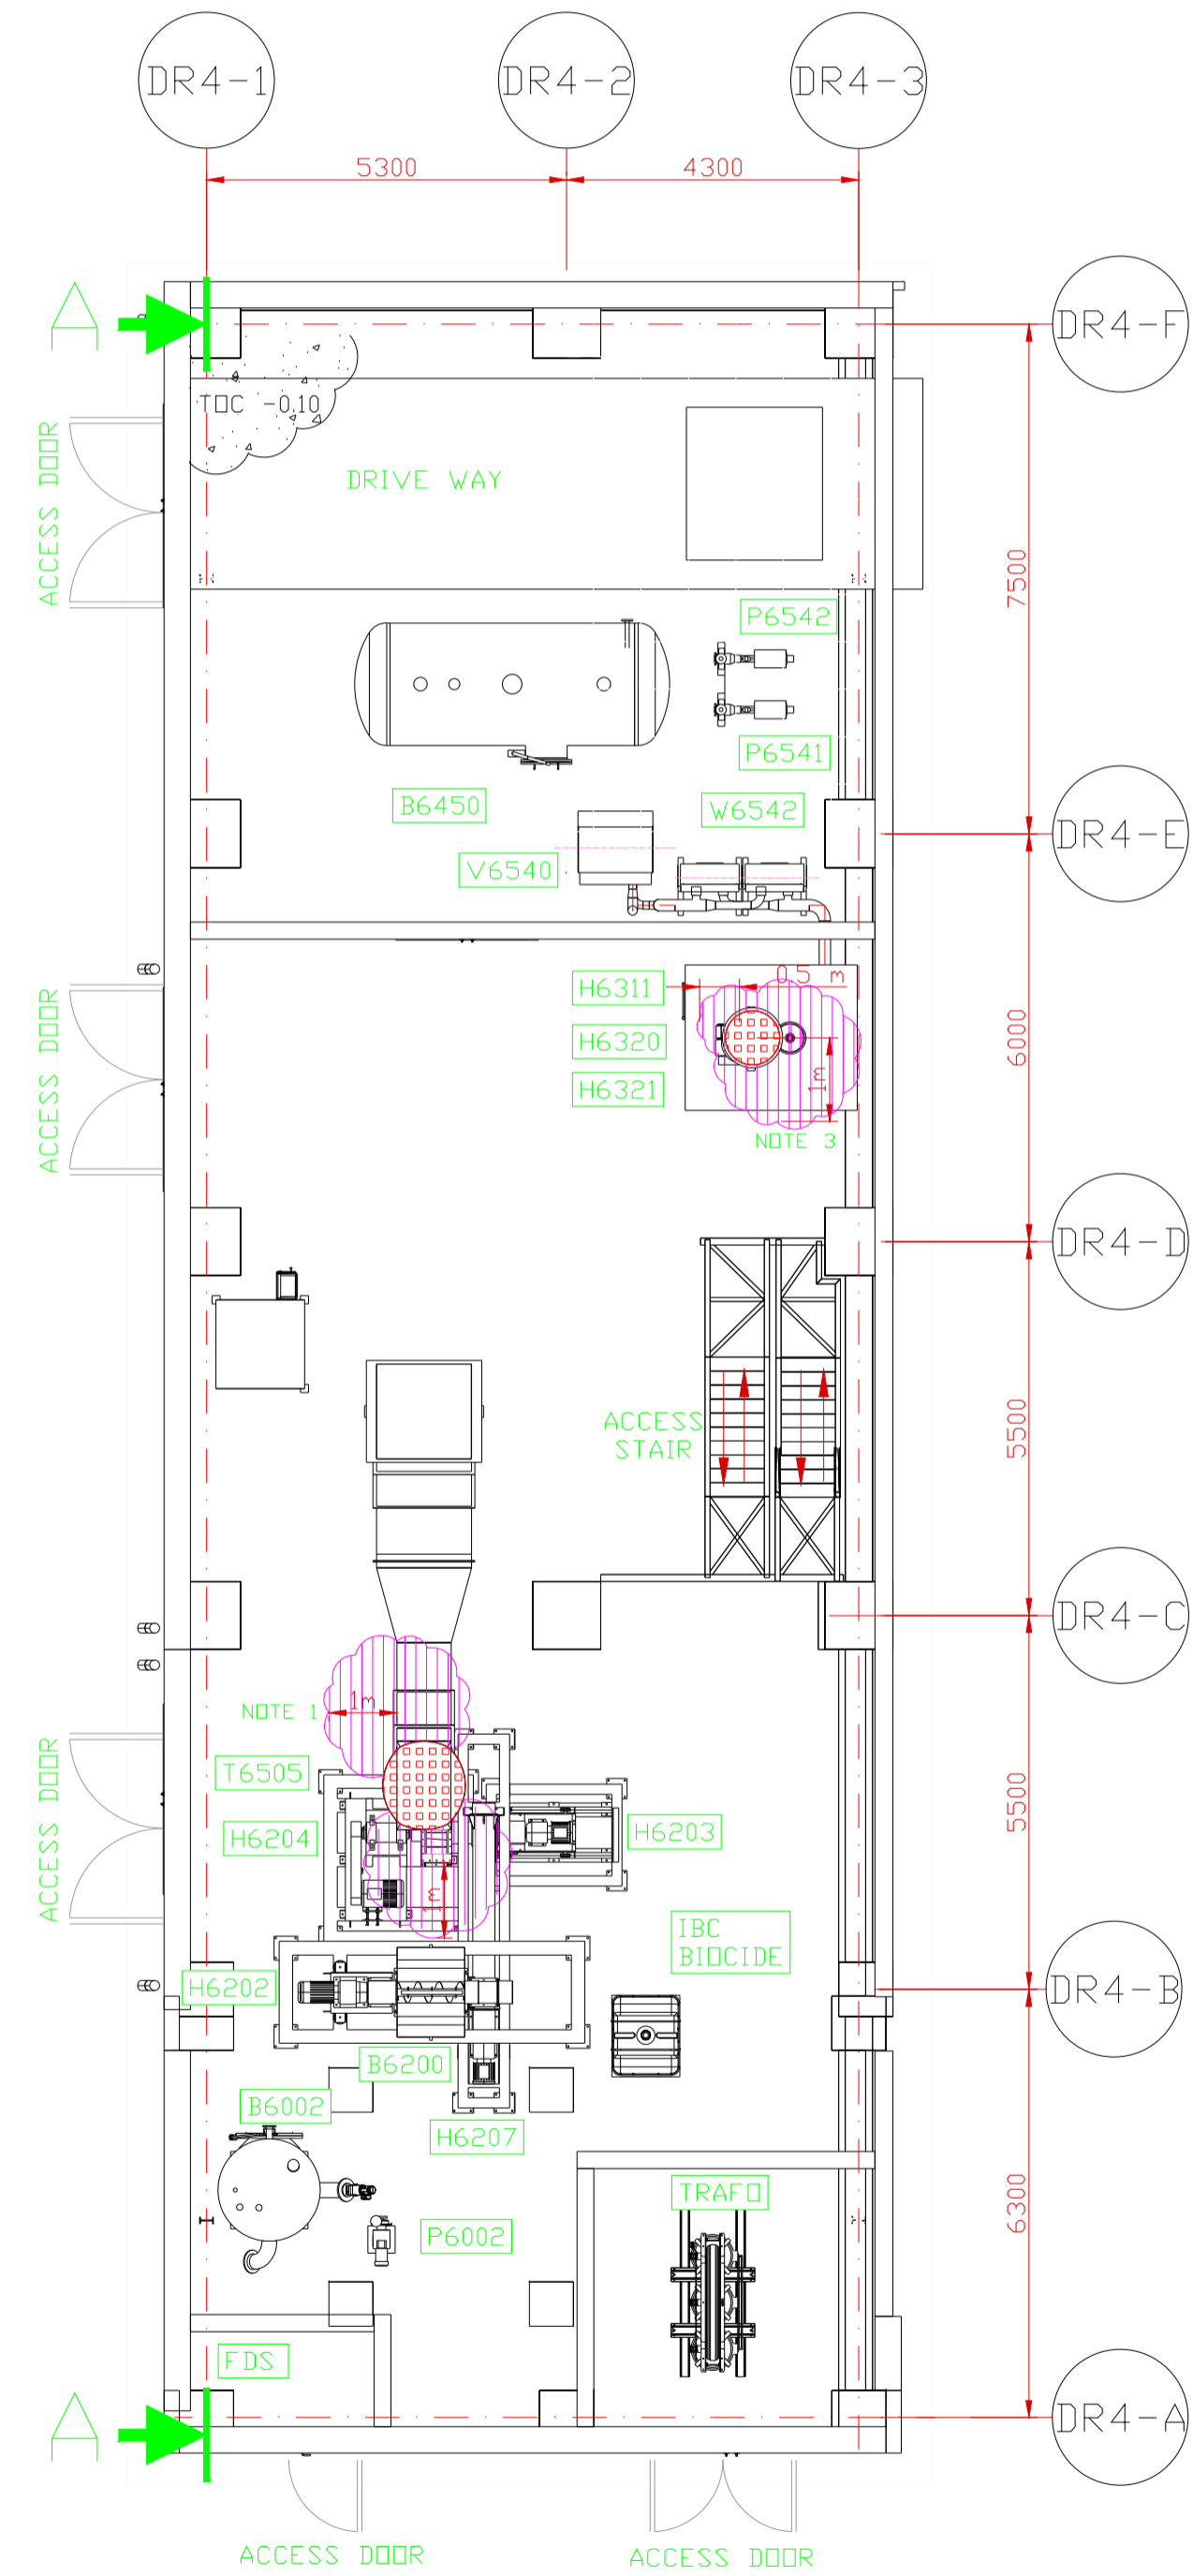 DR4-1
DR4-2
DR4-3
5300
4300
A
DR4-F
TOC -0.10
ACCESS DOOR
DRIVE WAY
7500
P6542
P6541
B6450
W6542
DR4-E
V6540
H6311
0.5 m
H6320
H6321
1m
NOTE 3
6000
ACCESS DOOR
DR4-D
ACCESS
STAIR
5500
DR4-C
NOTE 1
1m
T6505
H6204
H6203
1m
5500
ACCESS DOOR
IBC
BIOCIDE
H6202
DR4-B
B6200
B6002
H6207
TRAFO
P6002
6300
FDS
A
DR4-A
ACCESS DOOR
ACCESS DOOR